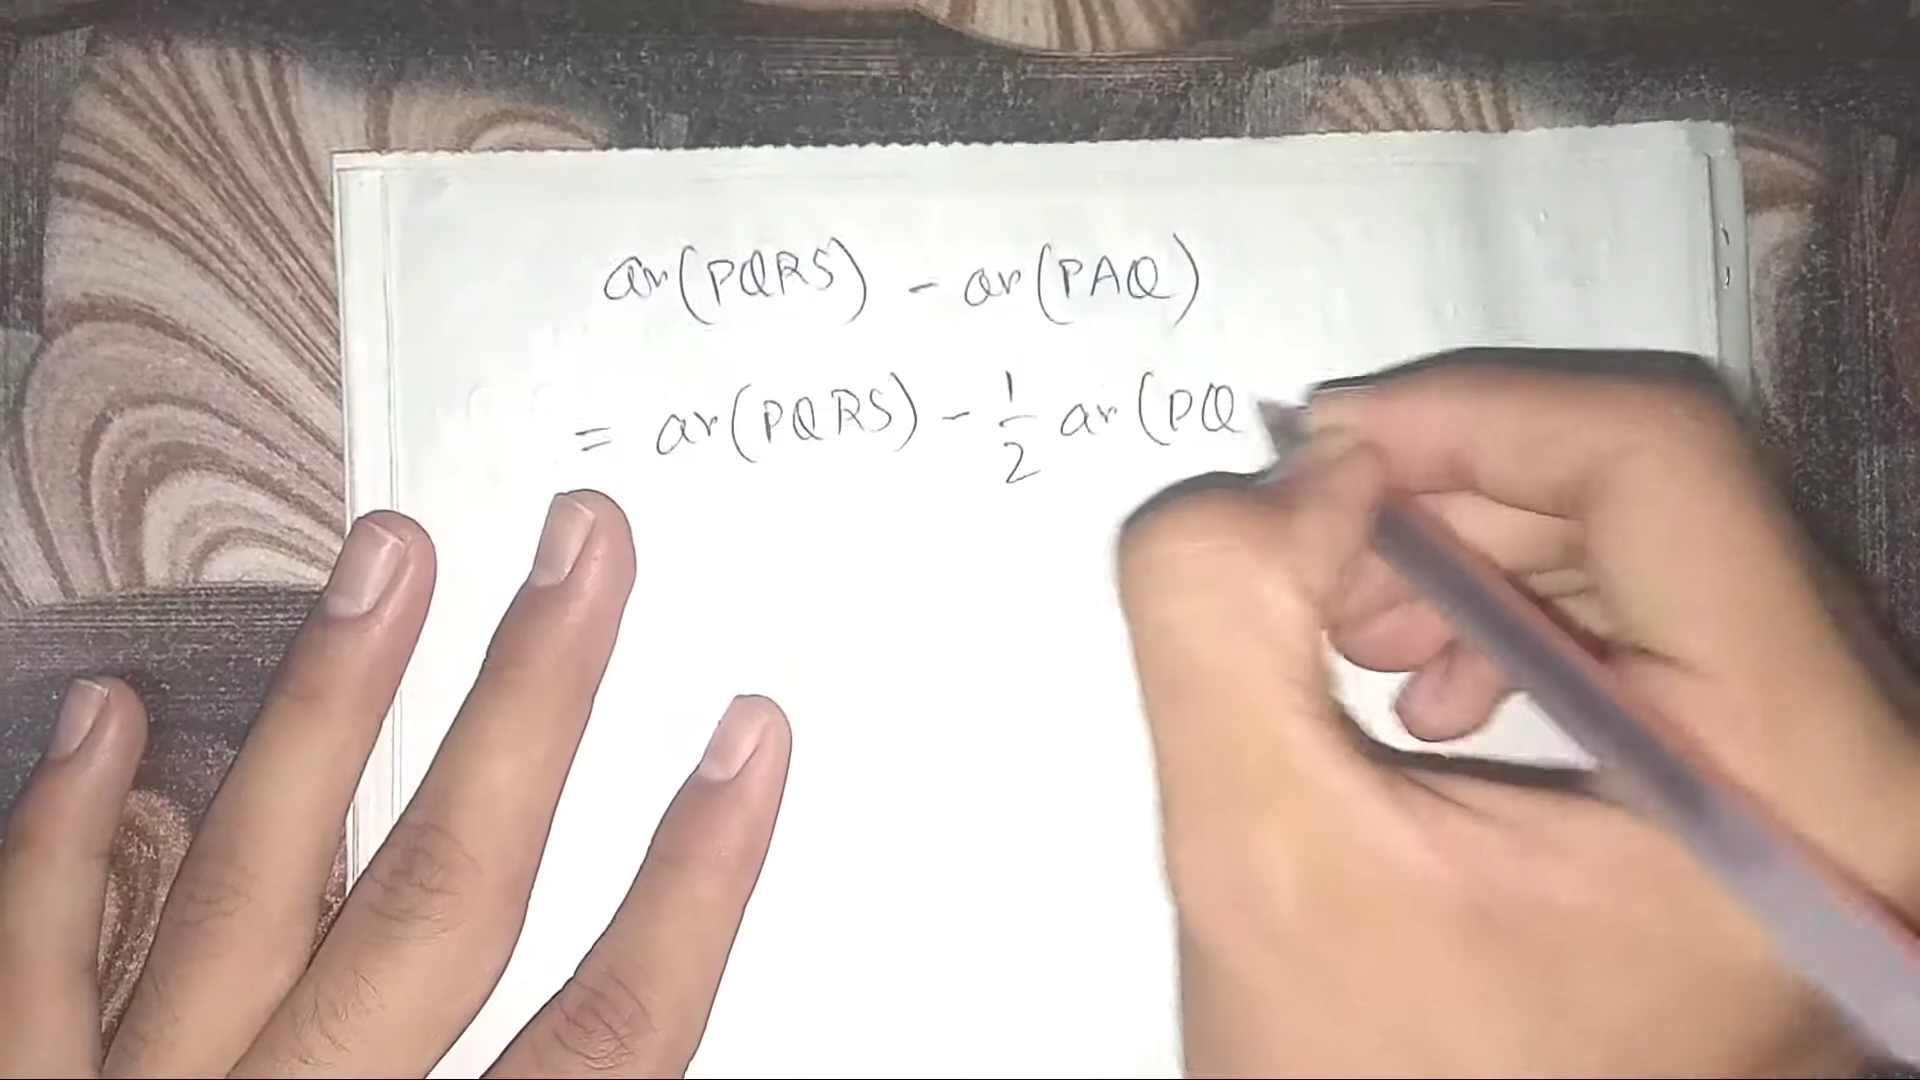 ar(PQRS) - ar(PAQ)
= ar(PQRS) - 1/2 ar(PQ